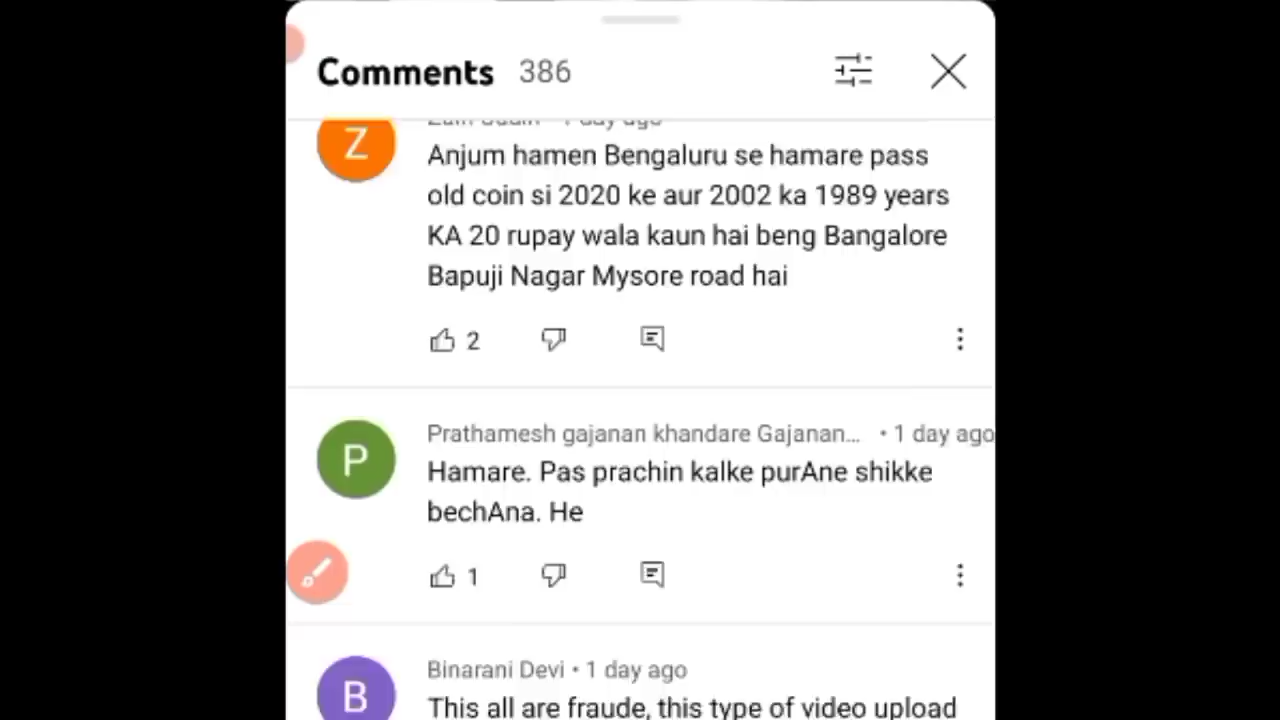 Comments 386
1 day ago
Anjum hamen Bengaluru se hamare pass
old coin si 2020 ke aur 2002 ka 1989 years
KA 20 rupay wala kaun hai beng Bangalore
Bapuji Nagar Mysore road hai
2
Prathamesh gajanan khandare Gajanan... • 1 day ago
Hamare. Pas prachin kalke purAne shikke
bechAna. He
1
Binarani Devi • 1 day ago
This all are fraude, this type of video upload
Z
P
B